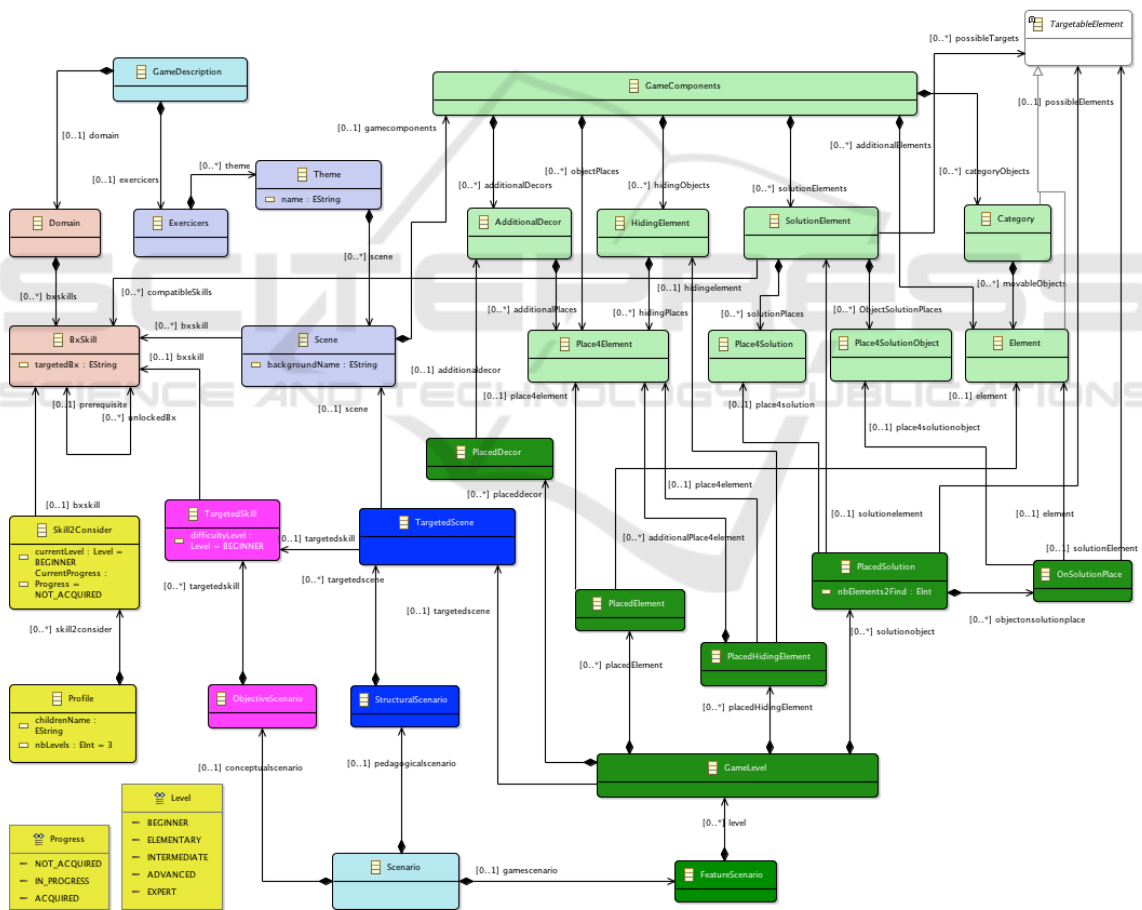 TargetableElement
[0..*] possibleTargets
GameDescription
GameComponents
[0..1] possibleElements
[0..1] domain
[0..1] gamecomponents
[0..*] additionalElements
[0..1] exercicers
[0..*] theme
Theme
name : EString
[0..*] additionalDecors
[0..*] objectPlaces
[0..*] hidingObjects
[0..*] solutionElements
[0..*] categoryObjects
Domain
Exercicers
AdditionalDecor
HidingElement
SolutionElement
Category
[0..*] scene
SCITEPRESS
[0..*] bxskills
[0..*] compatibleSkills
[0..1] hidingelement
[0..*] movableObjects
[0..*] additionalPlaces
[0..*] hidingPlaces
[0..*] solutionPlaces
[0..*] ObjectSolutionPlaces
[0..*] bxskill
BxSkill
targetedBx : EString
Scene
backgroundName : EString
Place4Element
Place4Solution
Place4SolutionObject
Element
[0..1] bxskill
[0..1] additionaldecor
SCIENCE AND TECHNOLOGY PUBLICATIONS
[0..1] place4element
[0..1] place4solution
[0..1] element
[0..1] prerequisite
[0..*] unlockedBx
[0..1] scene
[0..1] place4solutionobject
PlacedDecor
[0..*] placeddecor
[0..1] place4element
[0..1] bxskill
TargetedSkill
difficultyLevel :
Level = BEGINNER
TargetedScene
[0..1] solutionelement
[0..1] element
Skill2Consider
currentLevel : Level =
BEGINNER
CurrentProgress :
Progress =
NOT_ACQUIRED
[0..1] targetedskill
[0..*] additionalPlace4element
[0..1] solutionElement
[0..*] targetedskill
[0..*] targetedscene
PlacedSolution
nbElements2Find : EInt
OnSolutionPlace
[0..1] targetedscene
PlacedElement
[0..*] skill2consider
[0..*] solutionobject
[0..*] objectonsolutionplace
[0..*] placedElement
PlacedHidingElement
Profile
childrenName :
EString
nbLevels : EInt = 3
ObjectiveScenario
StructuralScenario
[0..*] placedHidingElement
[0..1] conceptualscenario
[0..1] pedagogicalscenario
GameLevel
Level
BEGINNER
ELEMENTARY
INTERMEDIATE
ADVANCED
EXPERT
[0..*] level
Progress
NOT_ACQUIRED
IN_PROGRESS
ACQUIRED
Scenario
[0..1] gamescenario
FeatureScenario